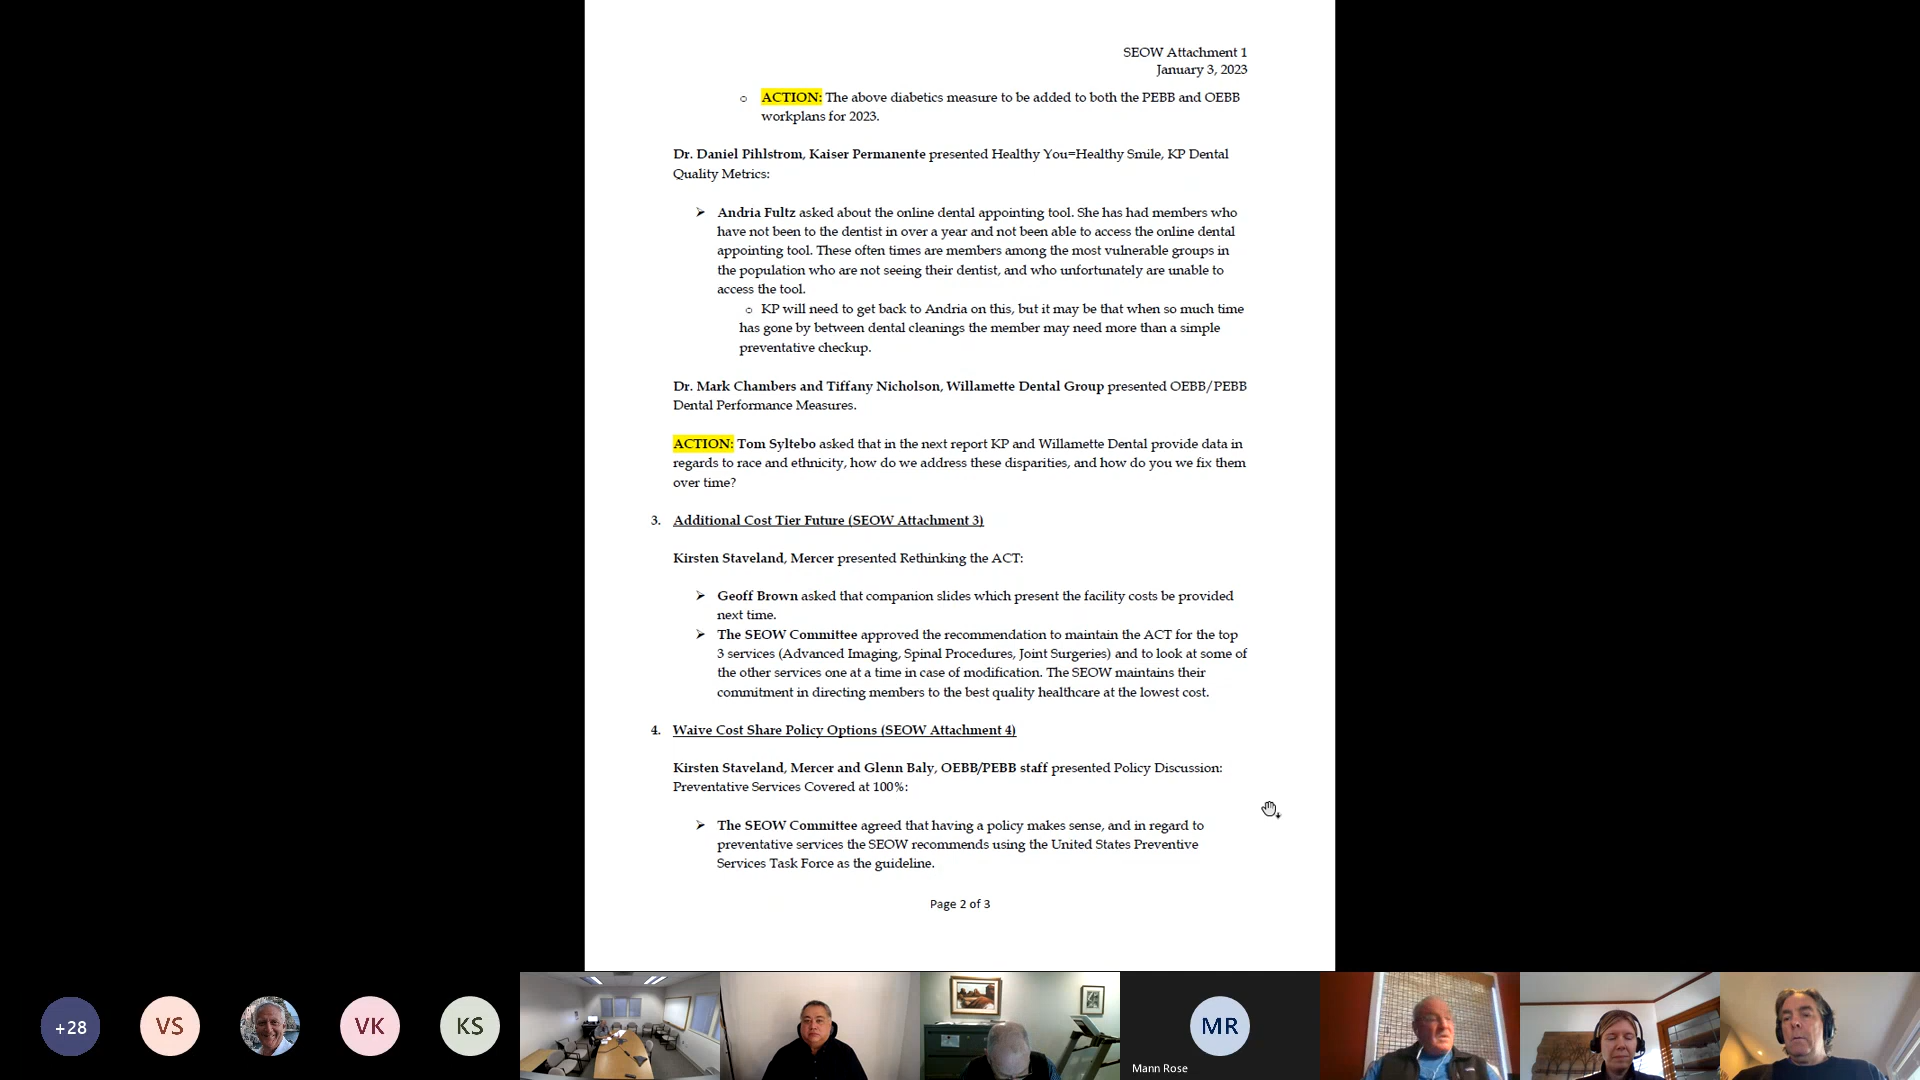 SEOW Attachment 1
January 3, 2023
o ACTION: The above diabetics measure to be added to both the PEBB and OEBB
workplans for 2023.
Dr. Daniel Pihlstrom, Kaiser Permanente presented Healthy You=Healthy Smile, KP Dental
Quality Metrics:
➢ Andria Fultz asked about the online dental appointing tool. She has had members who
have not been to the dentist in over a year and not been able to access the online dental
appointing tool. These often times are members among the most vulnerable groups in
the population who are not seeing their dentist, and who unfortunately are unable to
access the tool.
o KP will need to get back to Andria on this, but it may be that when so much time
has gone by between dental cleanings the member may need more than a simple
preventative checkup.
Dr. Mark Chambers and Tiffany Nicholson, Willamette Dental Group presented OEBB/PEBB
Dental Performance Measures.
ACTION: Tom Syltebo asked that in the next report KP and Willamette Dental provide data in
regards to race and ethnicity, how do we address these disparities, and how do you we fix them
over time?
3. Additional Cost Tier Future (SEOW Attachment 3)
Kirsten Staveland, Mercer presented Rethinking the ACT:
➢ Geoff Brown asked that companion slides which present the facility costs be provided
next time.
➢ The SEOW Committee approved the recommendation to maintain the ACT for the top
3 services (Advanced Imaging, Spinal Procedures, Joint Surgeries) and to look at some of
the other services one at a time in case of modification. The SEOW maintains their
commitment in directing members to the best quality healthcare at the lowest cost.
4. Waive Cost Share Policy Options (SEOW Attachment 4)
Kirsten Staveland, Mercer and Glenn Baly, OEBB/PEBB staff presented Policy Discussion:
Preventative Services Covered at 100%:
➢ The SEOW Committee agreed that having a policy makes sense, and in regard to
preventative services the SEOW recommends using the United States Preventive
Services Task Force as the guideline.
Page 2 of 3
+28
VS
VK
KS
MR
Mann Rose